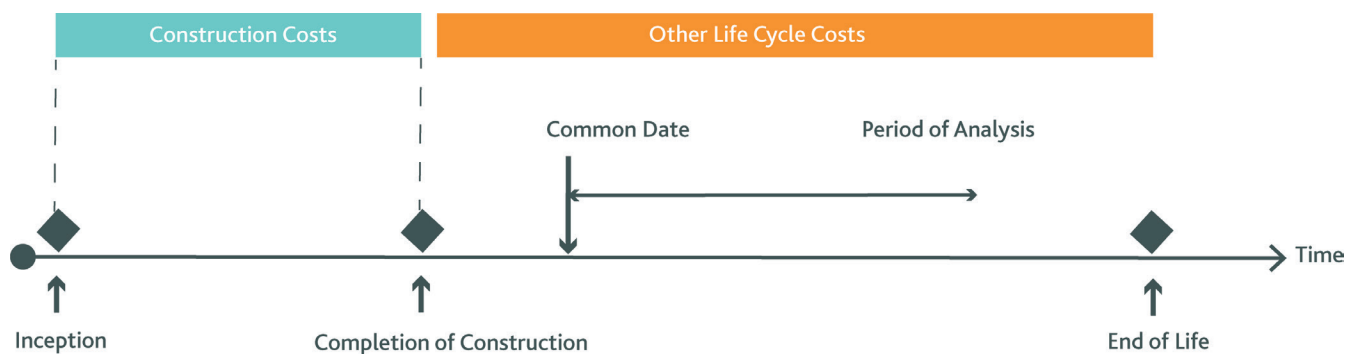 Construction Costs
Other Life Cycle Costs
Common Date
Period of Analysis
Time
Inception
Completion of Construction
End of Life